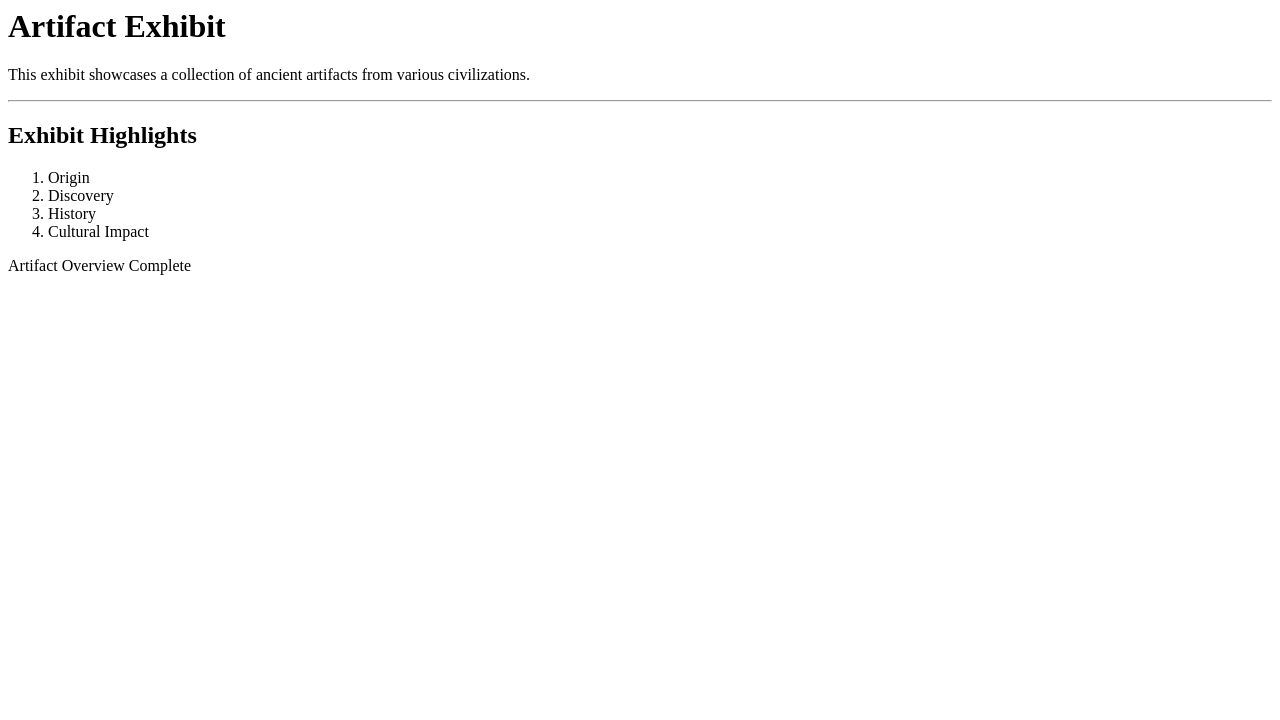 Artifact Exhibit
This exhibit showcases a collection of ancient artifacts from various civilizations.
Exhibit Highlights
1. Origin
2. Discovery
3. History
4. Cultural Impact
Artifact Overview Complete